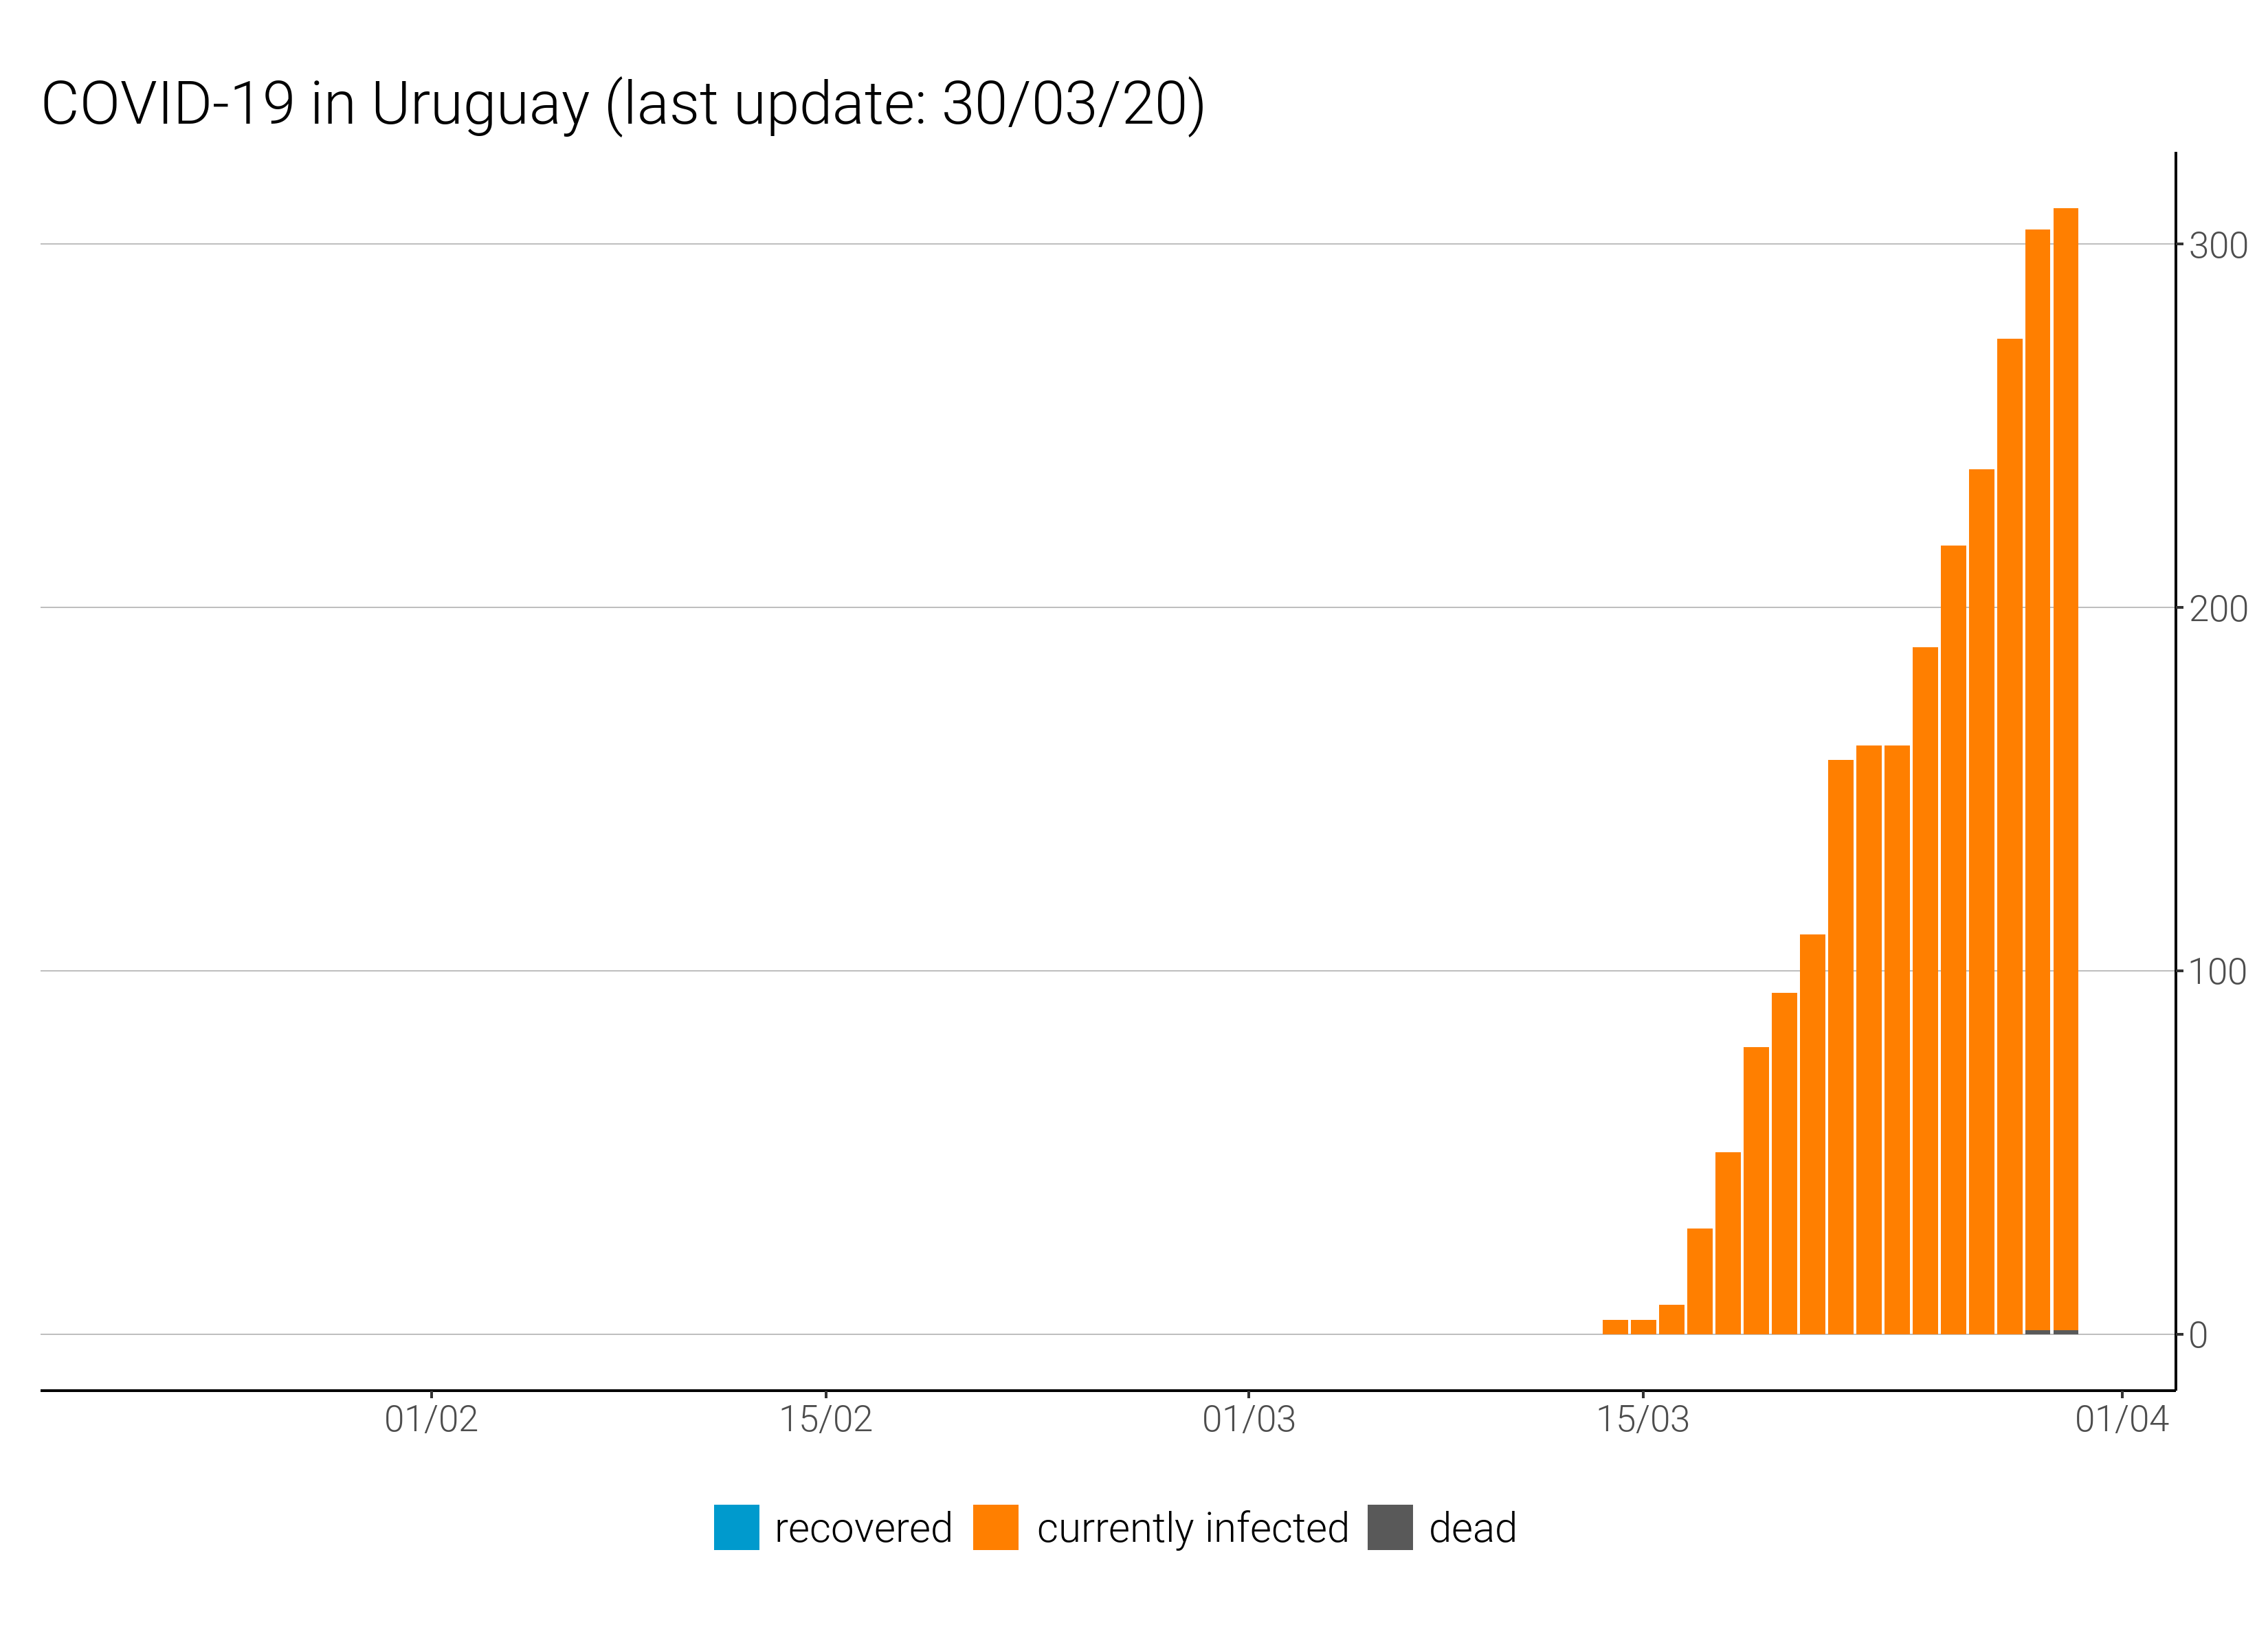 COVID-19 in Uruguay (last update: 30/03/20)
300
200
100
0
01/02 15/02 01/03 15/03 01/04
recovered currently infected dead